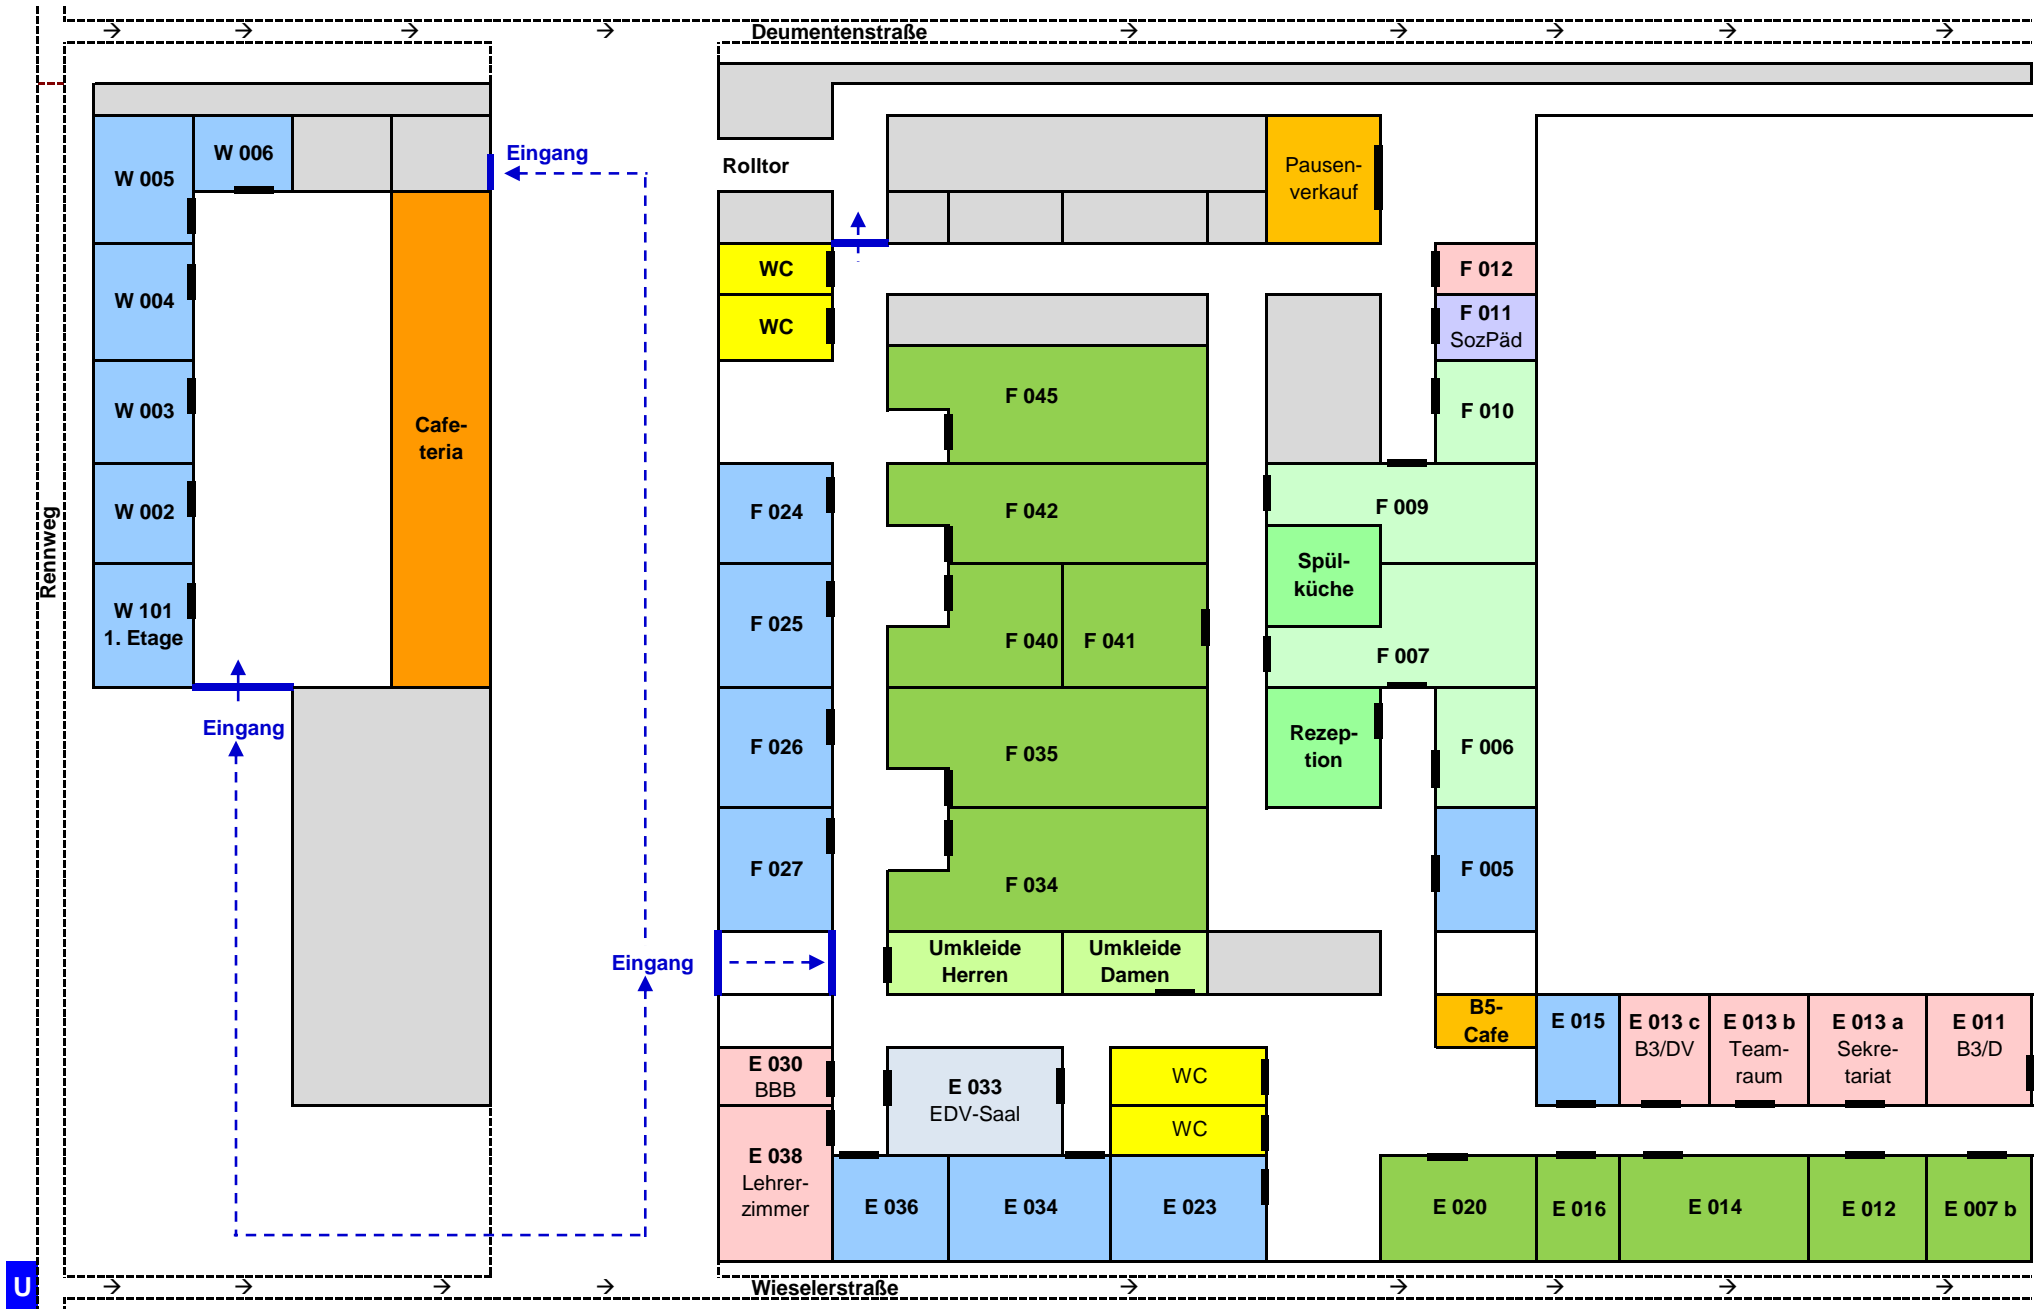 Deumentenstraße
W 005
W 006
Eingang
Rolltor
Pausen-
verkauf
W 004
WC
WC
F 012
F 011
SozPäd
W 003
Cafe-
teria
F 045
F 010
Rennweg
W 002
F 024
F 042
F 009
W 101
1. Etage
F 025
F 040
F 041
Spül-
küche
F 007
Eingang
F 026
F 035
Rezep-
tion
F 006
F 027
F 034
F 005
Eingang
Umkleide
Herren
Umkleide
Damen
B5-
Cafe
E 015
E 013 c
B3/DV
E 013 b
Team-
raum
E 013 a
Sekre-
tariat
E 011
B3/D
E 030
BBB
E 033
EDV-Saal
WC
WC
E 038
Lehrer-
zimmer
E 036
E 034
E 023
E 020
E 016
E 014
E 012
E 007 b
U
Wieselerstraße